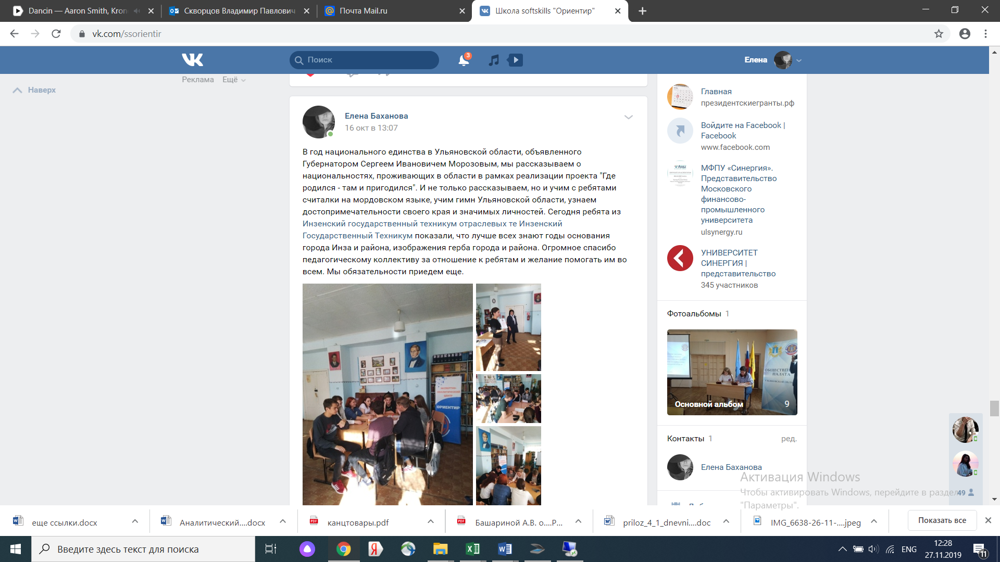 Dancin — Aaron Smith, Kron
Скворцов Владимир Павлович
Почта Mail.ru
Школа softskills "Ориентир"
vk.com/ssorientir
Поиск
3
Елена
Реклама Ещё
Наверх
Елена Баханова
16 окт в 13:07
В год национального единства в Ульяновской области, объявленного
Губернатором Сергеем Ивановичем Морозовым, мы рассказываем о
национальностях, проживающих в области в рамках реализации проекта "Где
родился - там и пригодился". И не только рассказываем, но и учим с ребятами
считалки на мордовском языке, учим гимн Ульяновской области, узнаем
достопримечательности своего края и значимых личностей. Сегодня ребята из
Инзенский государственный техникум отраслевых те Инзенский
Государственный Техникум показали, что лучше всех знают годы основания
города Инза и района, изображения герба города и района. Огромное спасибо
педагогическому коллективу за отношение к ребятам и желание помогать им во
всем. Мы обязательности приедем еще.
ЭКСПЕРТНО-
АНАЛИТИЧЕСКИЙ
ЦЕНТР
ОРИЕНТИР
Главная
президентскиегранты.рф
Войдите на Facebook |
Facebook
www.facebook.com
МФПУ «Синергия».
Представительство
Московского
финансово-
промышленного
университета
ulsynergy.ru
УНИВЕРСИТЕТ
СИНЕРГИЯ |
представительство
345 участников
Фотоальбомы 1
ОБЩЕСТВЕН
ПАЛАТА
Основной альбом 9
Контакты 1 ред.
Елена Баханова
Активация Windows
Чтобы активировать Windows, перейдите в раздел
"Параметры".
49
еще ссылки.docx
Аналитический....docx
канцтовары.pdf
Башариной А.В. о....P...
priloz_4_1_dnevni....doc
IMG_6638-26-11-....jpeg
Показать все
Введите здесь текст для поиска
ENG
12:28
27.11.2019
11